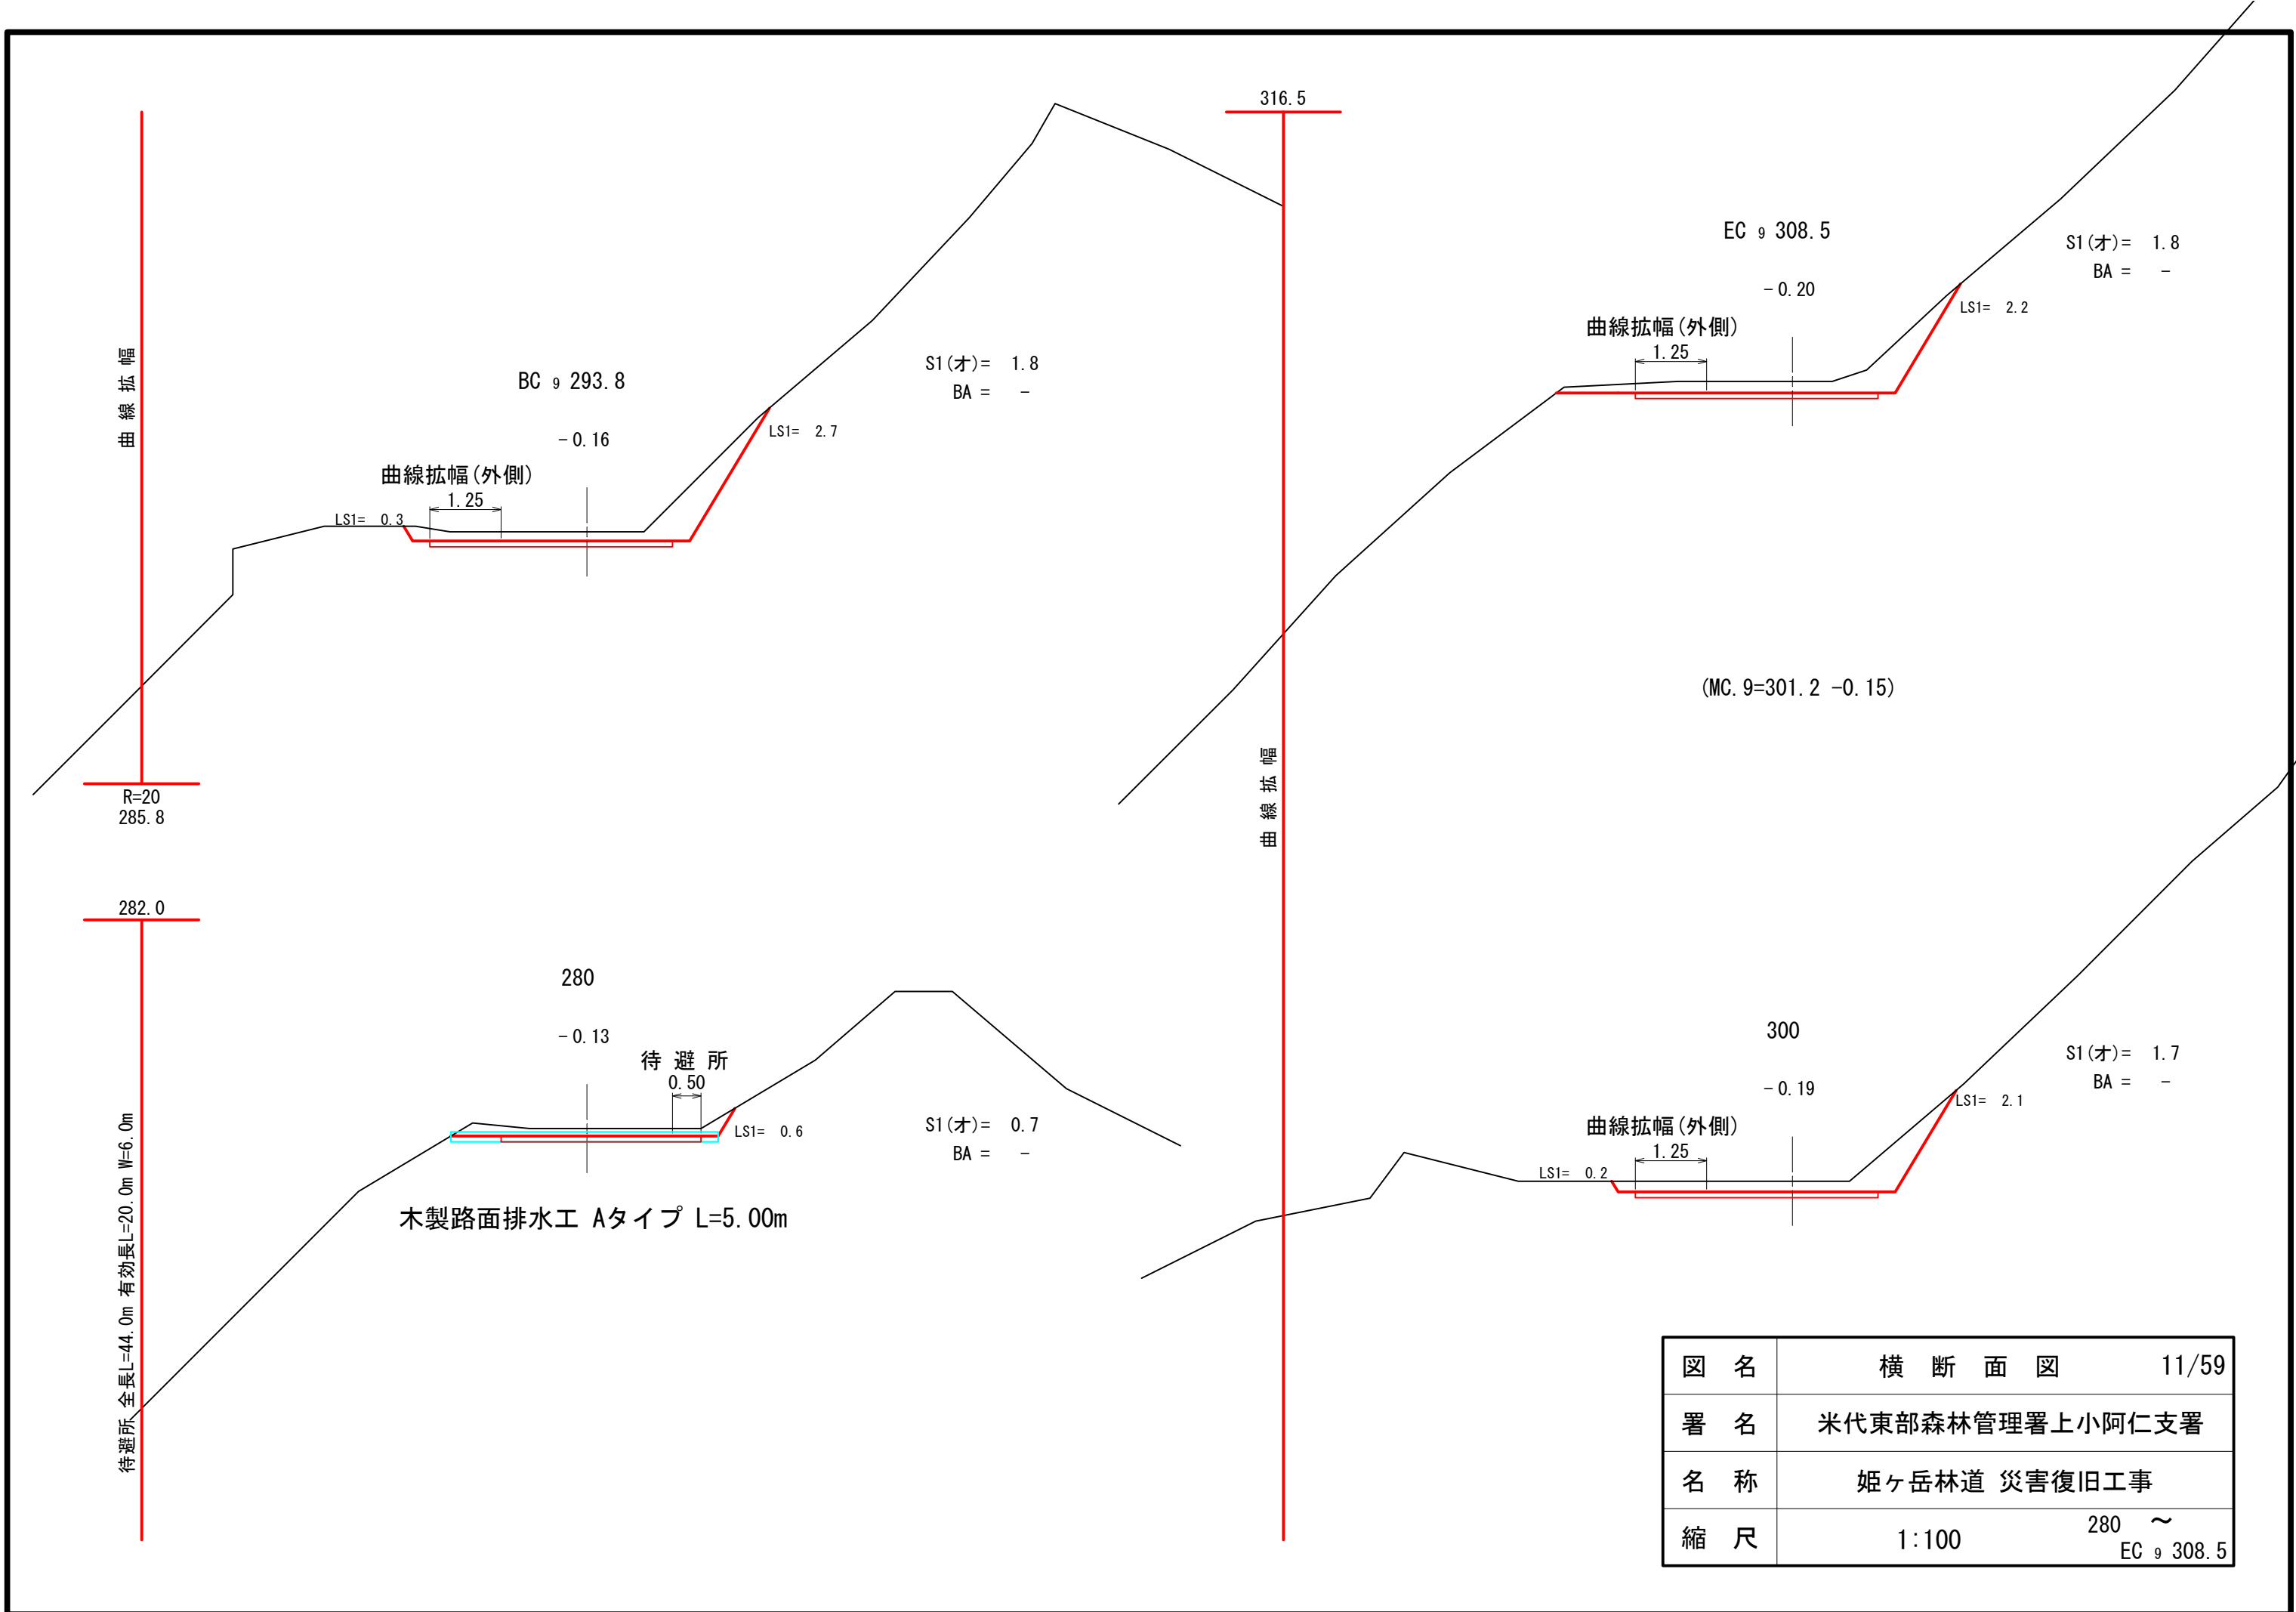 曲線拡幅
R=20
285.8
BC 9 293.8
-0.16
曲線拡幅(外側)
1.25
LS1= 0.3
LS1= 2.7
S1(オ)= 1.8
BA = -
282.0
待避所 全長L=44.0m 有効長L=20.0m W=6.0m
280
-0.13
待避所
0.50
LS1= 0.6
S1(オ)= 0.7
BA = -
木製路面排水工 Aタイプ L=5.00m
316.5
曲線拡幅
EC 9 308.5
-0.20
曲線拡幅(外側)
1.25
LS1= 2.2
S1(オ)= 1.8
BA = -
(MC.9=301.2 -0.15)
300
-0.19
曲線拡幅(外側)
1.25
LS1= 0.2
LS1= 2.1
S1(オ)= 1.7
BA = -
図名 横断面図 11/59
署名 米代東部森林管理署上小阿仁支署
名称 姫ヶ岳林道 災害復旧工事
縮尺 1:100 280 ~
EC 9 308.5